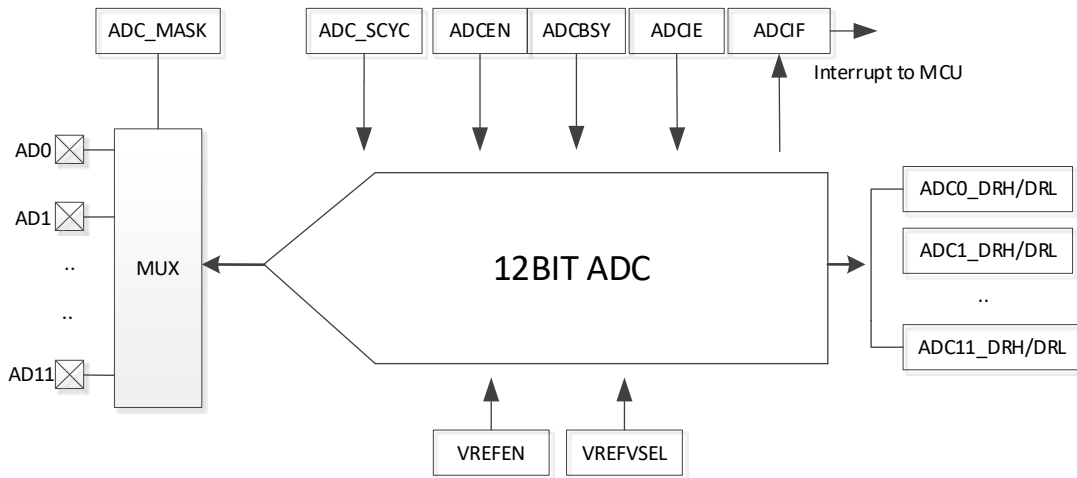 ADC_MASK
ADC_SCYC
ADCEN
ADCBSY
ADCIE
ADCIF
Interrupt to MCU
AD0
AD1
..
..
AD11
MUX
12BIT ADC
ADC0_DRH/DRL
ADC1_DRH/DRL
..
ADC11_DRH/DRL
VREFEN
VREFVSEL